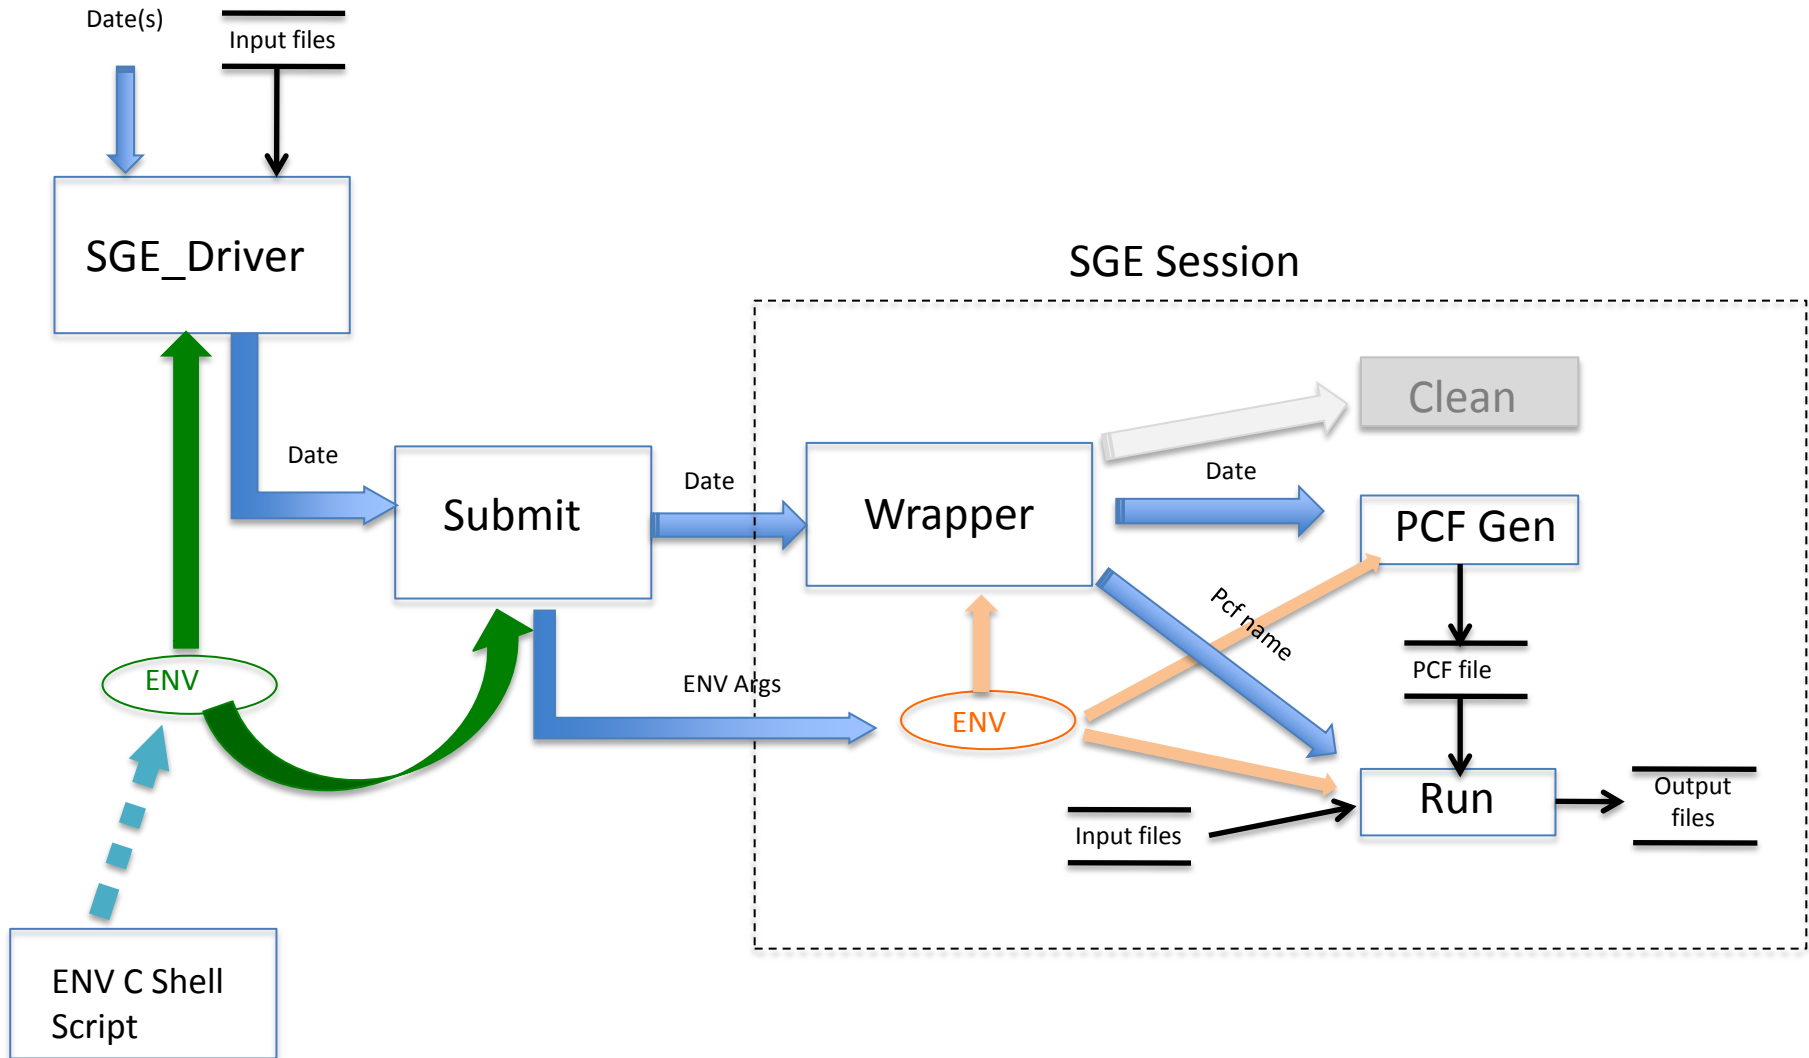 Date(s)
Input files
SGE_Driver
SGE Session
Clean
Date
Date
Date
Submit
Wrapper
PCF Gen
Pcf name
PCF file
ENV
ENV Args
ENV
Run
Output
files
Input files
ENV C Shell
Script